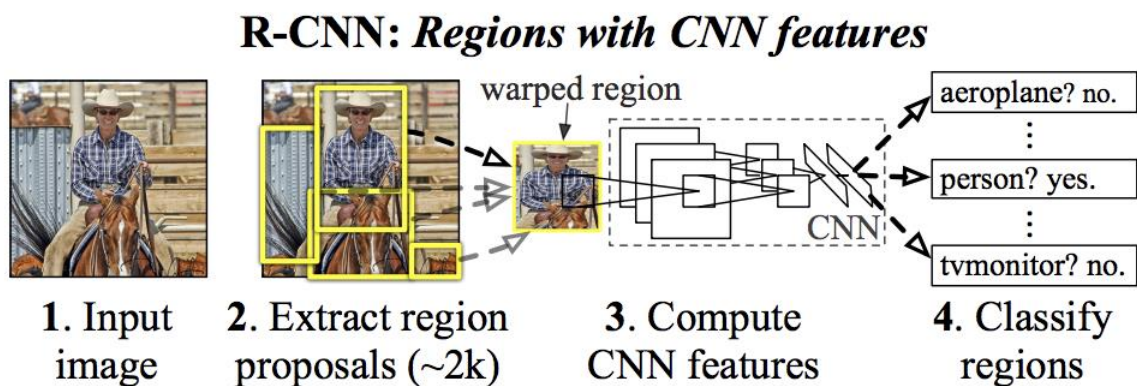 R-CNN: Regions with CNN features
warped region
aeroplane? no.
⋮
person? yes.
⋮
tvmonitor? no.
CNN
1. Input
image
2. Extract region
proposals (~2k)
3. Compute
CNN features
4. Classify
regions